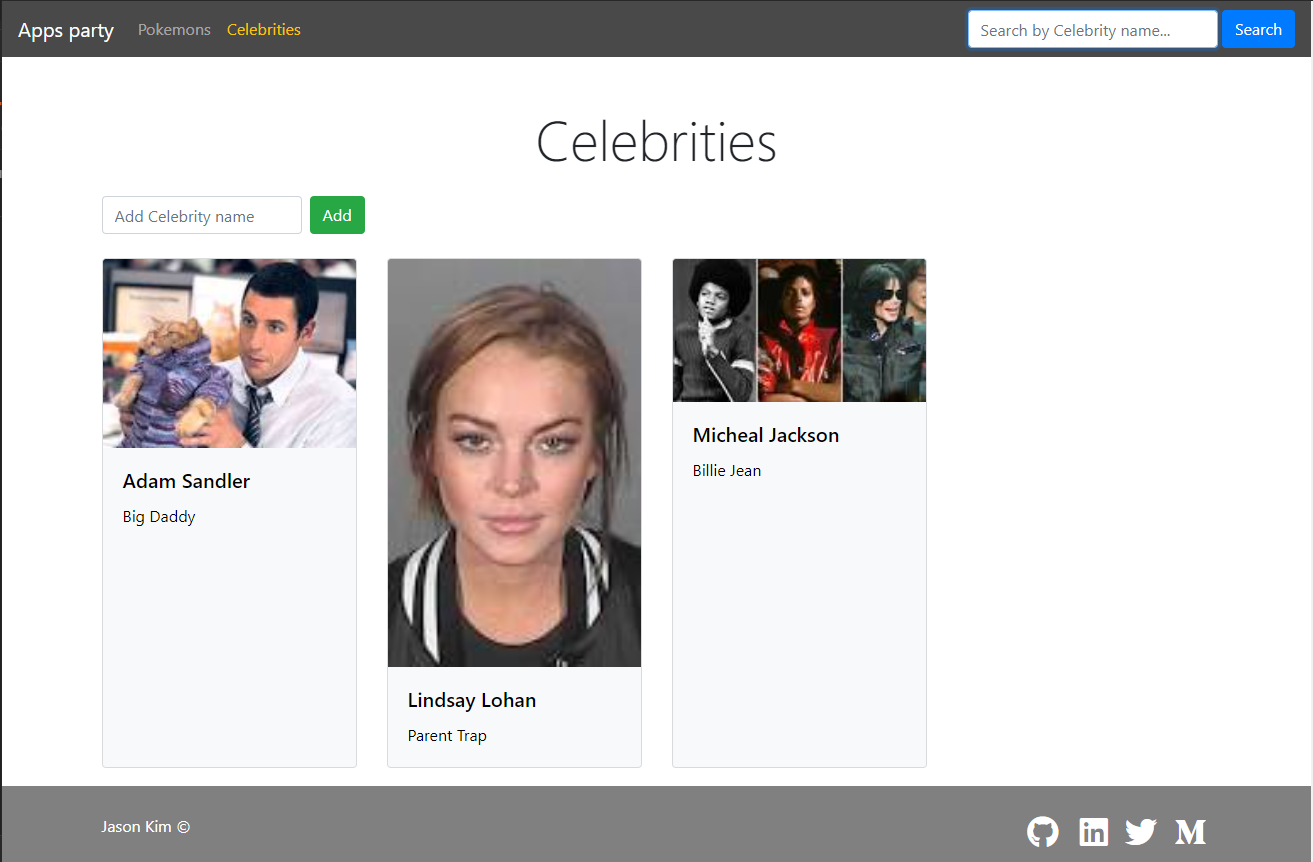 Apps party Pokemons Celebrities Search by Celebrity name... Search
Celebrities
Add Celebrity name Add
Adam Sandler
Big Daddy
Lindsay Lohan
Parent Trap
Micheal Jackson
Billie Jean
Jason Kim ©